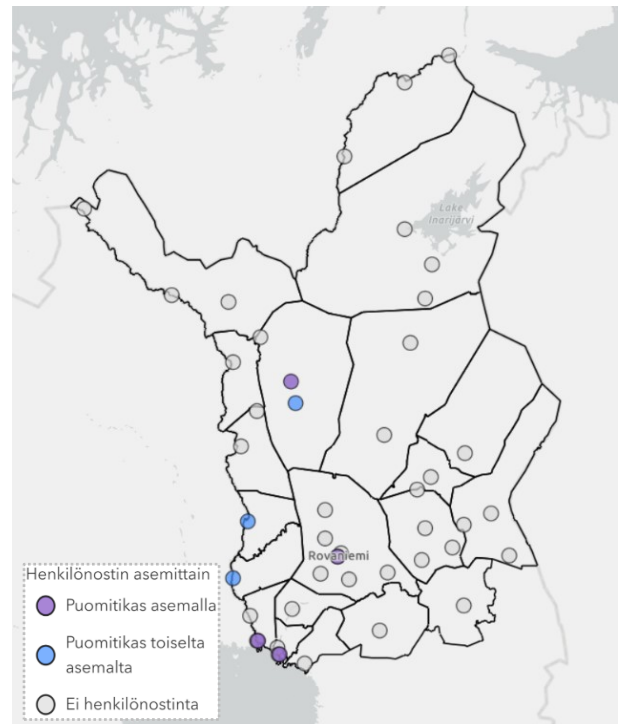 Lake
Inarijärvi
Rovaniemi
Henkilönostin asemittain
Puomitikas asemalla
Puomitikas toiselta
asemalta
Ei henkilönostinta